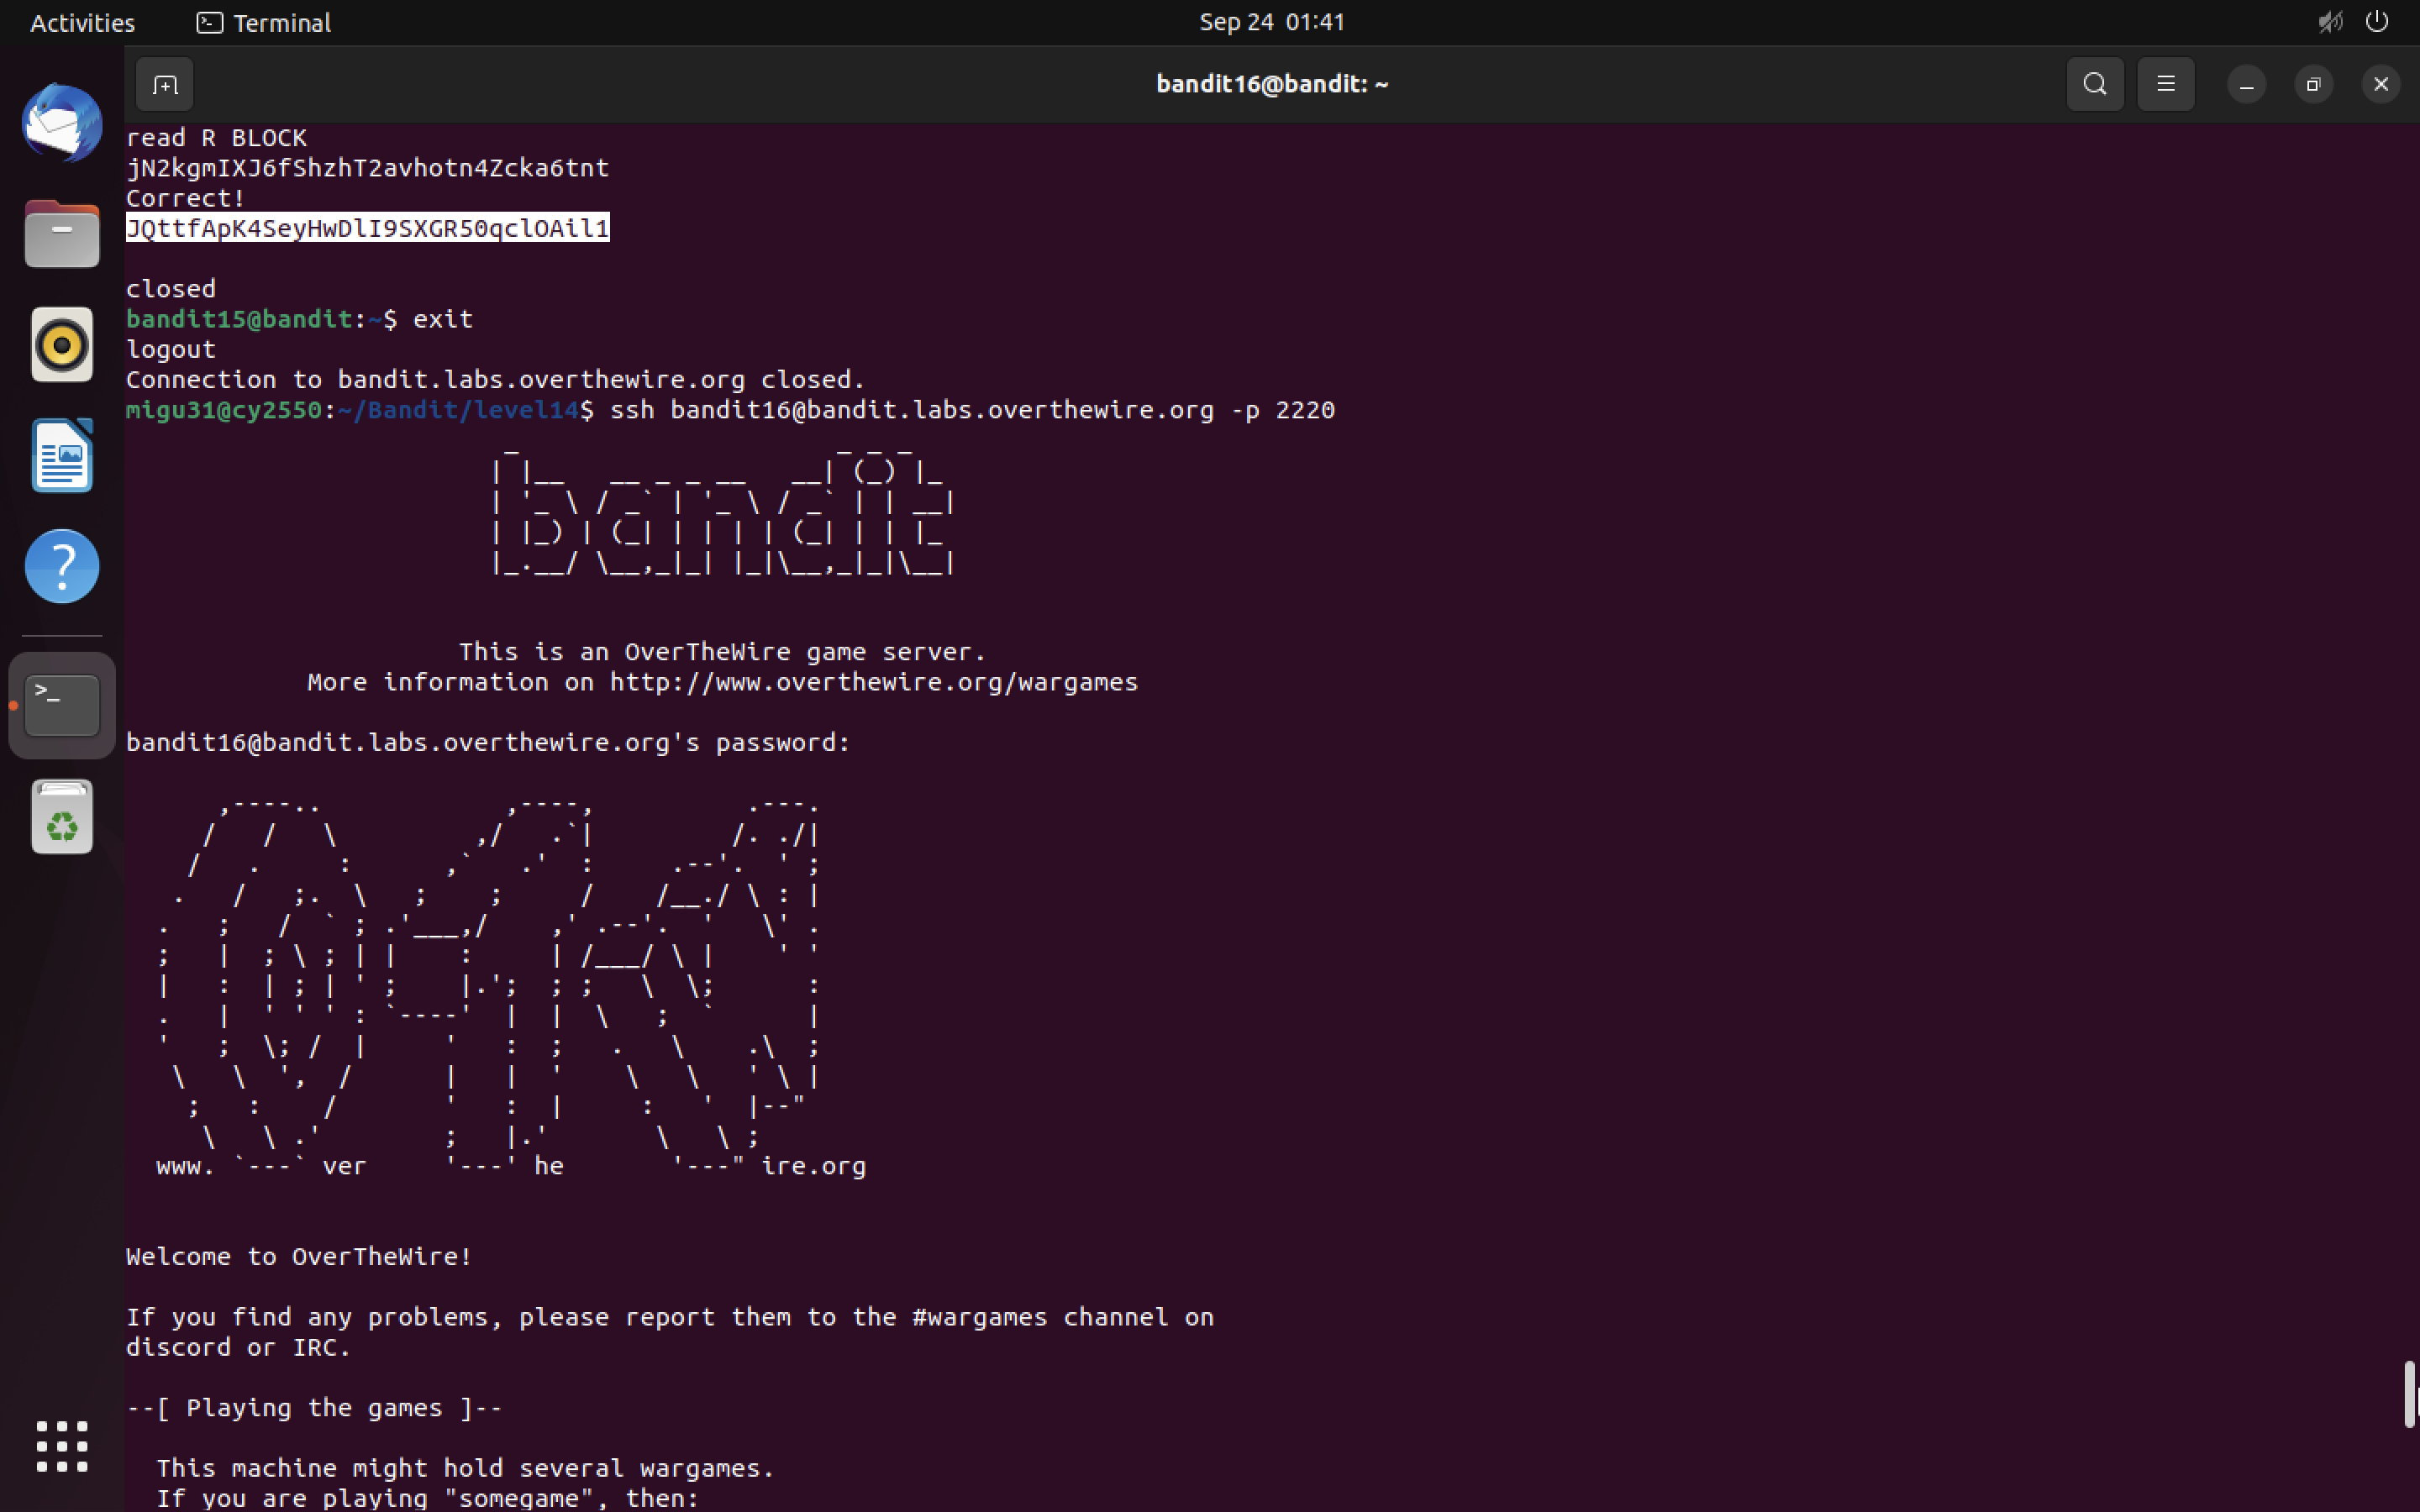 Activities Terminal Sep 24 01:41
bandit16@bandit: ~
read R BLOCK
jN2kgmIXJ6fShzhT2avhotn4Zcka6tnt
Correct!
JQttfApK4SeyHwDlI9SXGR50qclOAil1
closed
bandit15@bandit:~$ exit
logout
Connection to bandit.labs.overthewire.org closed.
migu31@cy2550:~/Bandit/level14$ ssh bandit16@bandit.labs.overthewire.org -p 2220
bandit
This is an OverTheWire game server.
More information on http://www.overthewire.org/wargames
bandit16@bandit.labs.overthewire.org's password:
www. ver he ire.org
Welcome to OverTheWire!
If you find any problems, please report them to the #wargames channel on
discord or IRC.
--[ Playing the games ]--
This machine might hold several wargames.
If you are playing "somegame", then: